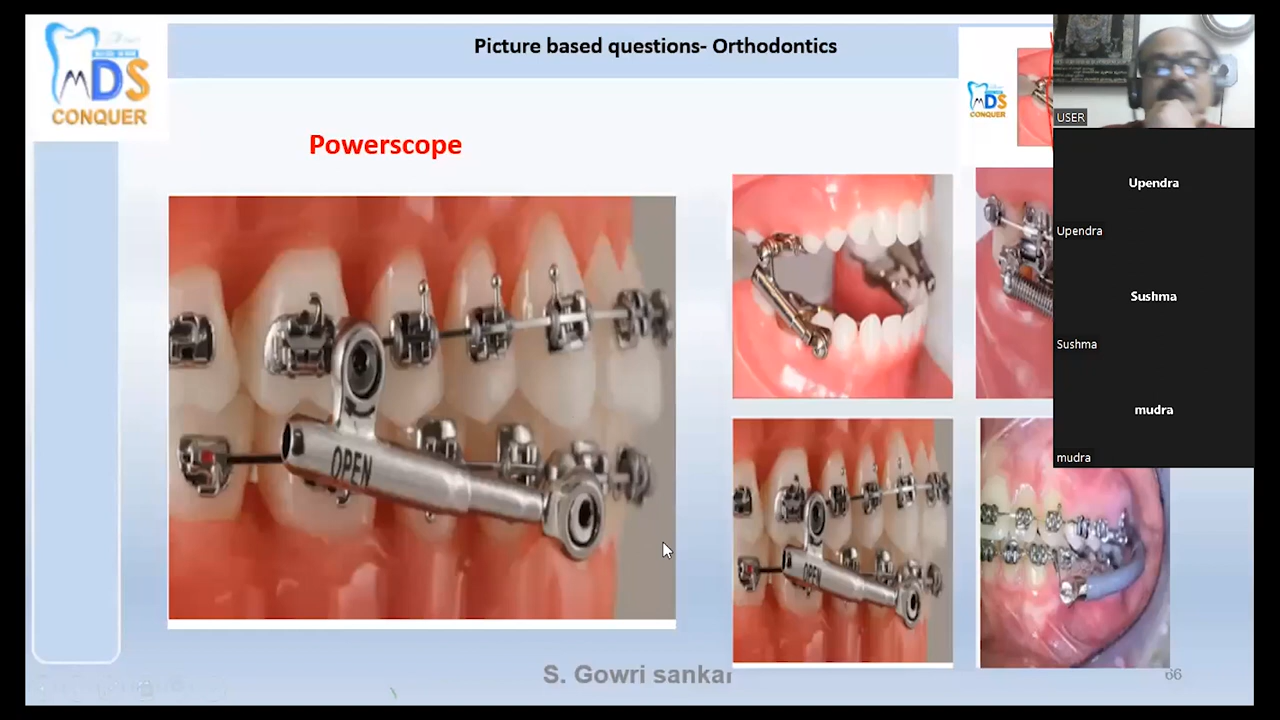 Picture based questions- Orthodontics
MDS
CONQUER
MDS
CONQUER
Powerscope
OPEN
OPEN
USER
Upendra
Upendra
Sushma
Sushma
mudra
mudra
S. Gowri sankar
66